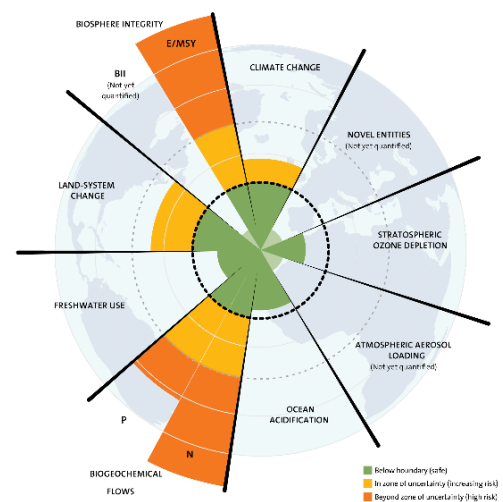 BIOSPHERE INTEGRITY
E/MSY
BII
(Not yet
quantified)
CLIMATE CHANGE
NOVEL ENTITIES
(Not yet quantified)
LAND-SYSTEM
CHANGE
STRATOSPHERIC
OZONE DEPLETION
FRESHWATER USE
ATMOSPHERIC AEROSOL
LOADING
(Not yet quantified)
P
N
OCEAN
ACIDIFICATION
BIOGEOCHEMICAL
FLOWS
Below boundary (safe)
In zone of uncertainty (increasing risk)
Beyond zone of uncertainty (high risk)